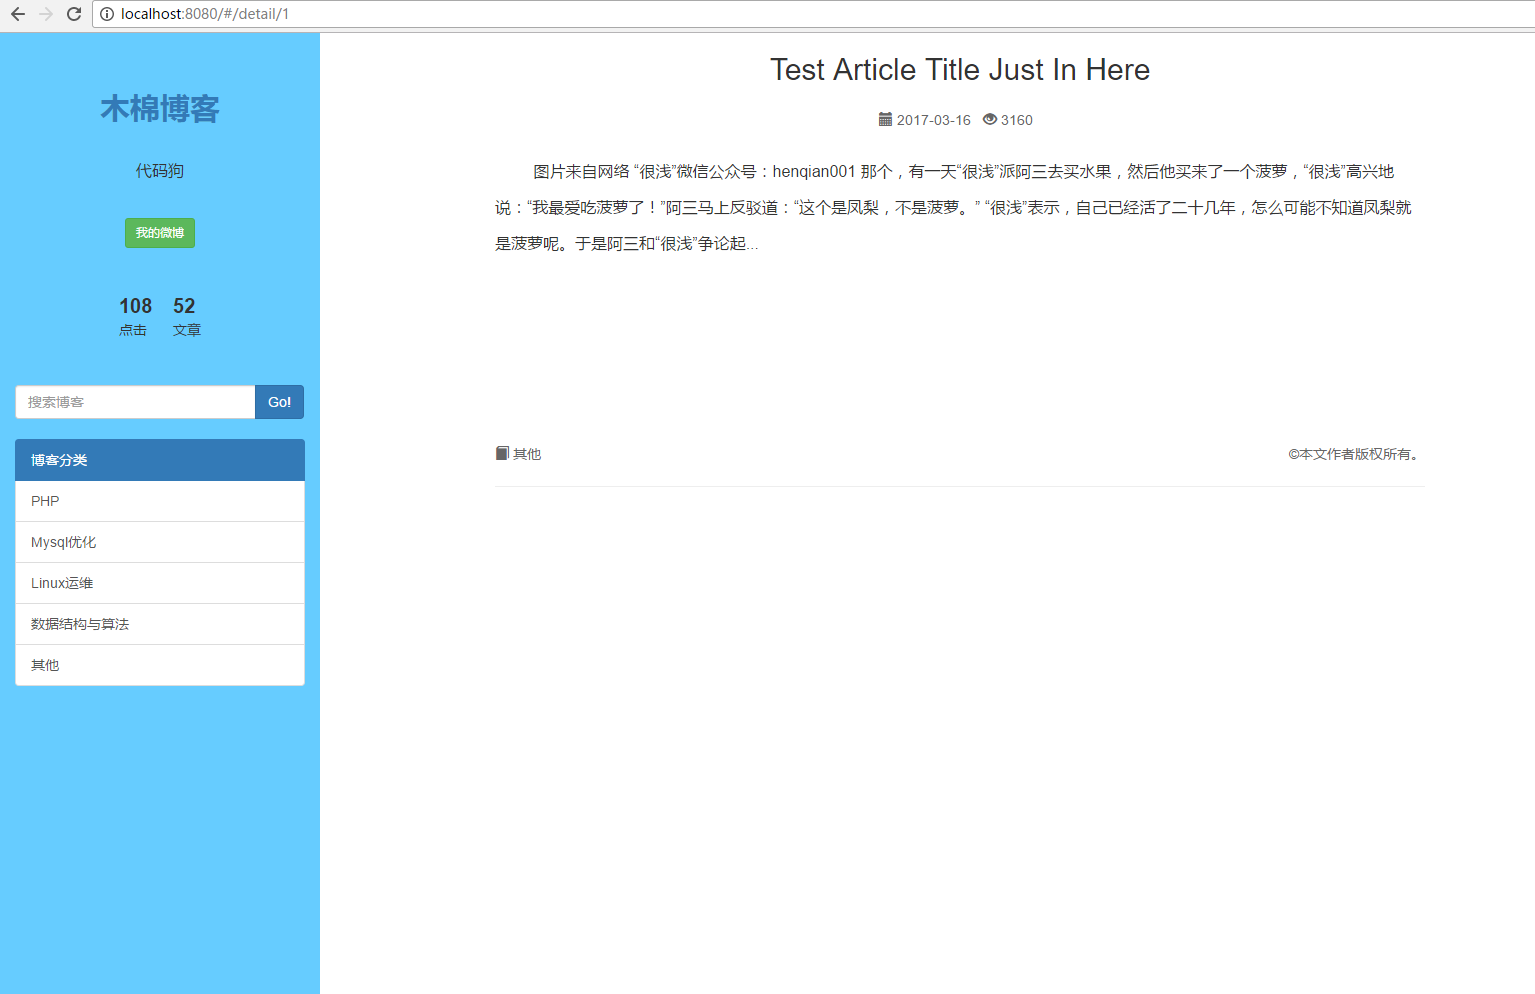 localhost:8080/#/detail/1
木棉博客
代码狗
我的微博
108 52
点击 文章
搜索博客 Go!
博客分类
PHP
Mysql优化
Linux运维
数据结构与算法
其他
Test Article Title Just In Here
2017-03-16 3160
图片来自网络 “很浅”微信公众号：henqian001 那个，有一天“很浅”派阿三去买水果，然后他买来了一个菠萝，“很浅”高兴地
说：“我最爱吃菠萝了！”阿三马上反驳道：“这个是凤梨，不是菠萝。” “很浅”表示，自己已经活了二十几年，怎么可能不知道凤梨就
是菠萝呢。于是阿三和“很浅”争论起...
其他 ©本文作者版权所有。